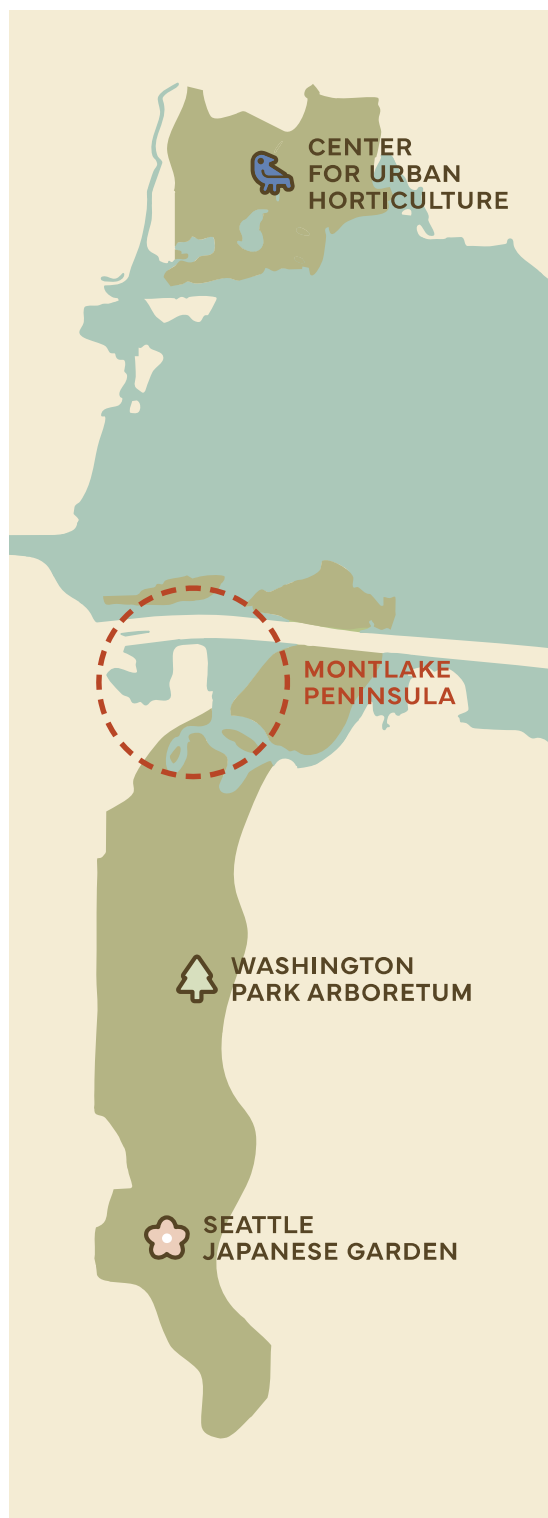 CENTER
FOR URBAN
HORTICULTURE
MONTLAKE
PENINSULA
WASHINGTON
PARK ARBORETUM
SEATTLE
JAPANESE GARDEN